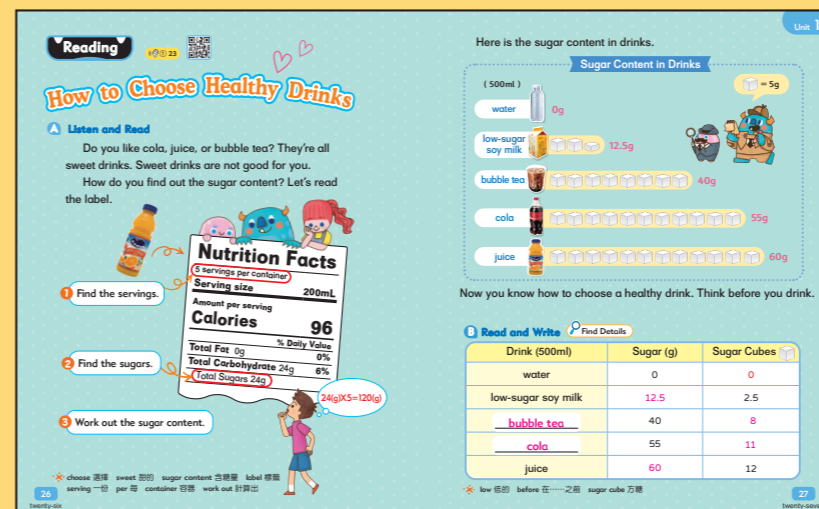 Reading
23
How to Choose Healthy Drinks
A Listen and Read
Do you like cola, juice, or bubble tea? They're all
sweet drinks. Sweet drinks are not good for you.
How do you find out the sugar content? Let's read
the label.
Nutrition Facts
5 servings per container
Serving size 200mL
Amount per serving
Calories 96
% Daily Value
Total Fat 0g 0%
Total Carbohydrate 24g 6%
Total Sugars 24g
1 Find the servings.
2 Find the sugars.
3 Work out the sugar content.
24(g)X5=120(g)
choose 選擇 sweet 甜的 sugar content 含糖量 label 標籤
serving 一份 per 每 container 容器 work out 計算出
26
twenty-six
Unit 1
Here is the sugar content in drinks.
Sugar Content in Drinks
(500ml)
= 5g
water 0g
low-sugar
soy milk 12.5g
bubble tea 40g
cola 55g
juice 60g
Now you know how to choose a healthy drink. Think before you drink.
B Read and Write Find Details
Drink (500ml) Sugar (g) Sugar Cubes
water 0 0
low-sugar soy milk 12.5 2.5
bubble tea 40 8
cola 55 11
juice 60 12
low 低的 before 在……之前 sugar cube 方糖
27
twenty-seve